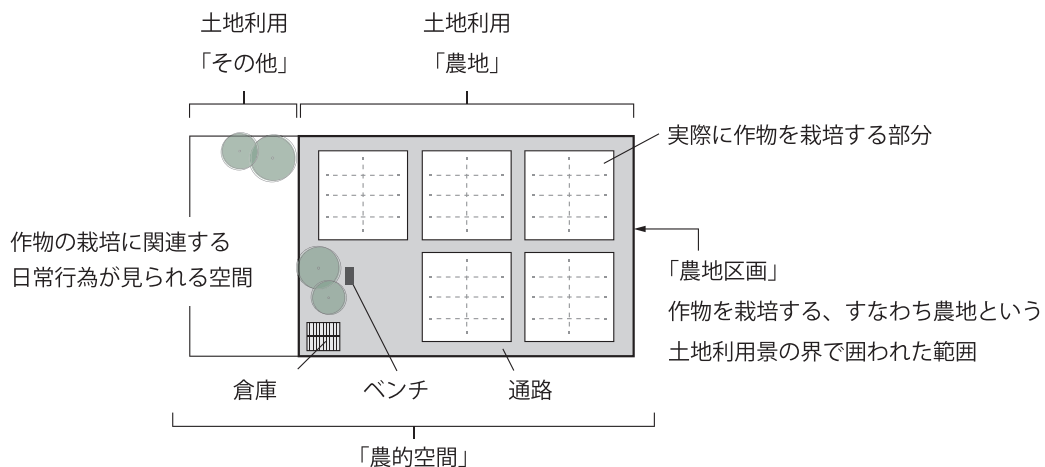 土地利用
「その他」
土地利用
「農地」
実際に作物を栽培する部分
作物の栽培に関連する
日常行為が見られる空間
「農地区画」
作物を栽培する、すなわち農地という
土地利用景の界で囲われた範囲
倉庫
ベンチ
通路
「農的空間」